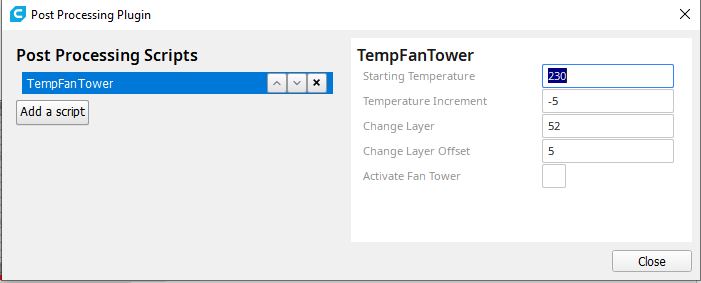 Post Processing Plugin
Post Processing Scripts
TempFanTower
Add a script
TempFanTower
Starting Temperature 230
Temperature Increment -5
Change Layer 52
Change Layer Offset 5
Activate Fan Tower
Close